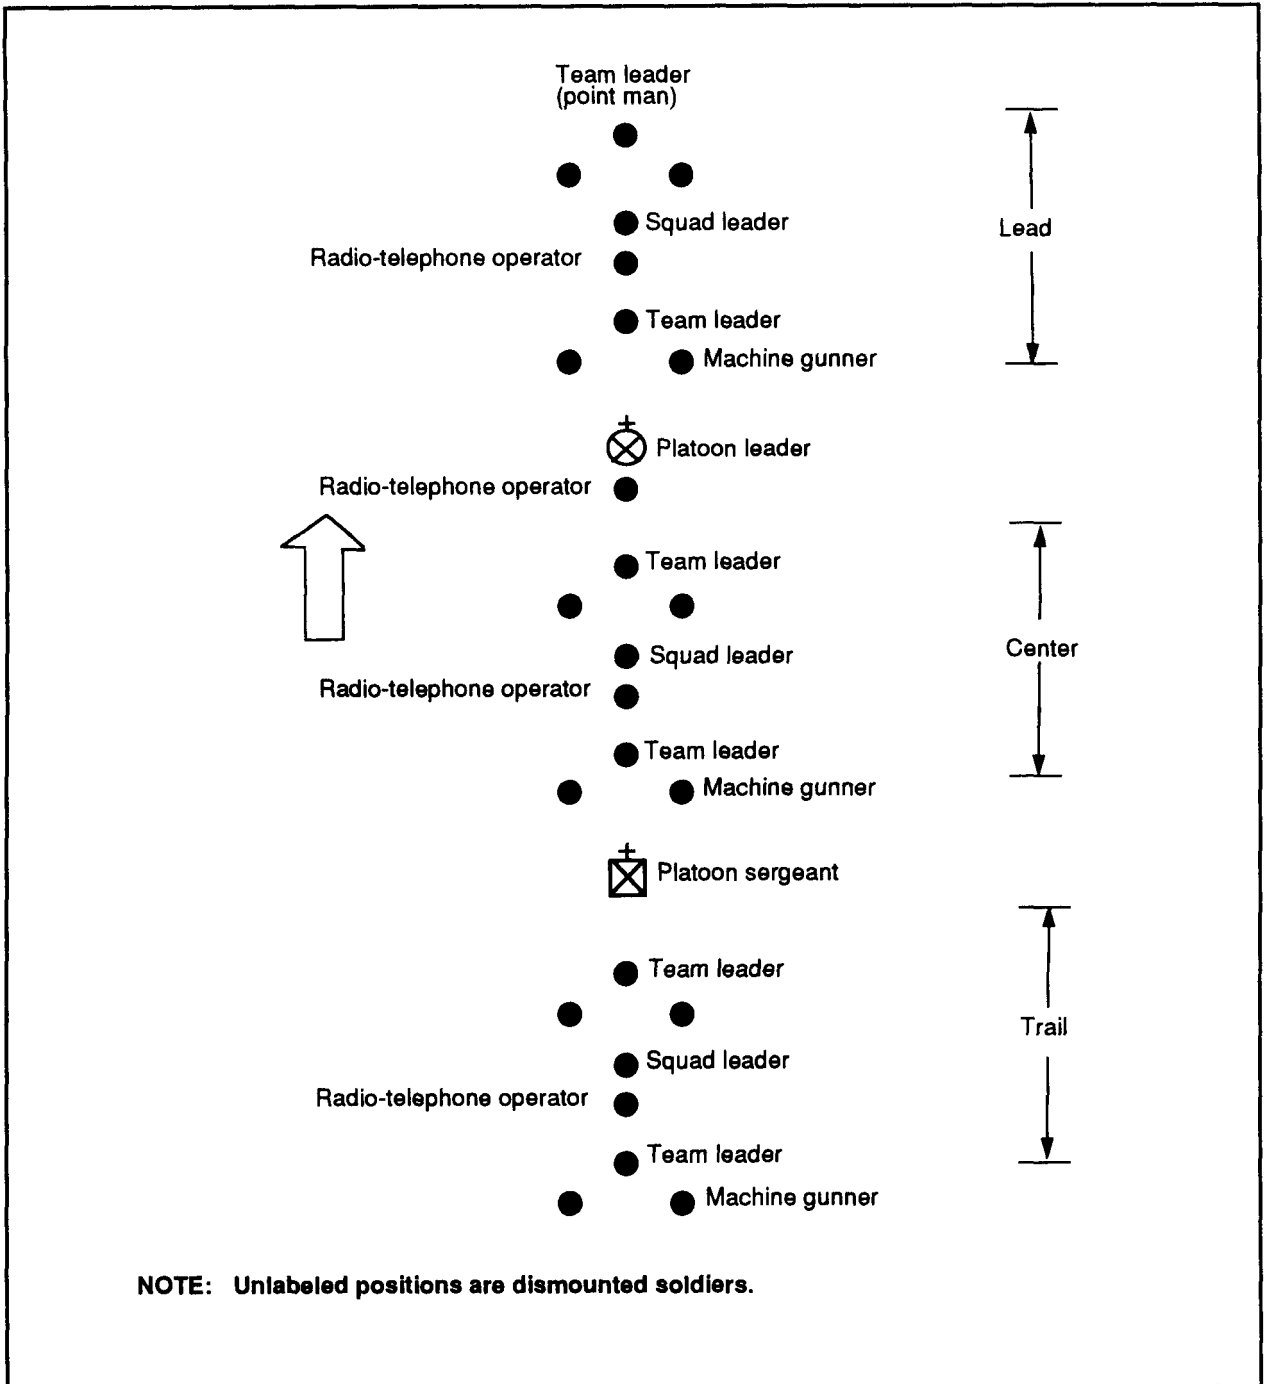 Team leader
(point man)
Squad leader
Lead
Radio-telephone operator
Team leader
Machine gunner
Platoon leader
Radio-telephone operator
Team leader
Center
Squad leader
Radio-telephone operator
Team leader
Machine gunner
Platoon sergeant
Team leader
Trail
Squad leader
Radio-telephone operator
Team leader
Machine gunner
NOTE: Unlabeled positions are dismounted soldiers.